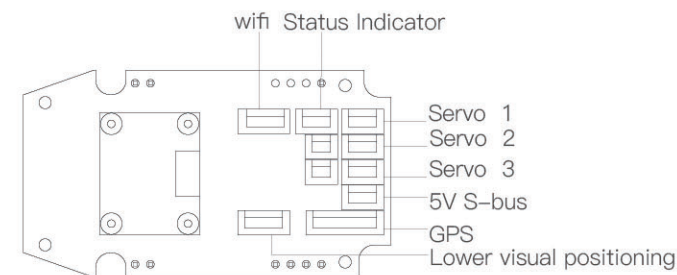 wifi Status Indicator
Servo 1
Servo 2
Servo 3
5V S-bus
GPS
Lower visual positioning